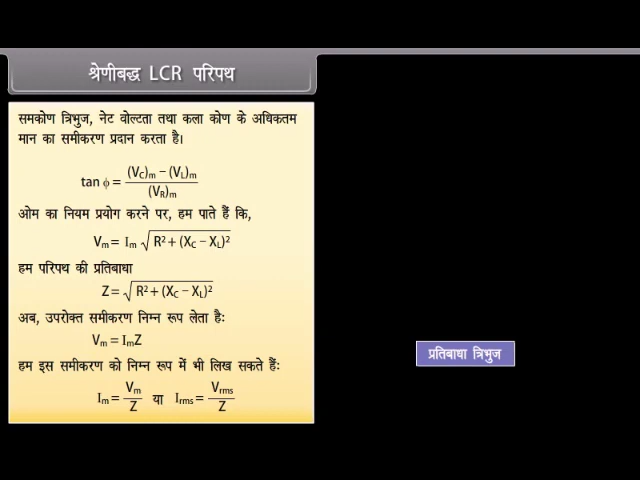 श्रेणीबद्ध LCR परिपथ
समकोण त्रिभुज, नेट वोल्टता तथा कला कोण के अधिकतम
मान का समीकरण प्रदान करता है।
tan ϕ = (V_C)_m − (V_L)_m / (V_R)_m
ओम का नियम प्रयोग करने पर, हम पाते हैं कि,
V_m = I_m √(R² + (X_C − X_L)²)
हम परिपथ की प्रतिबाधा
Z = √(R² + (X_C − X_L)²)
अब, उपरोक्त समीकरण निम्न रूप लेता है:
V_m = I_m Z
हम इस समीकरण को निम्न रूप में भी लिख सकते हैं:
I_m = V_m / Z या I_rms = V_rms / Z
प्रतिबाधा त्रिभुज